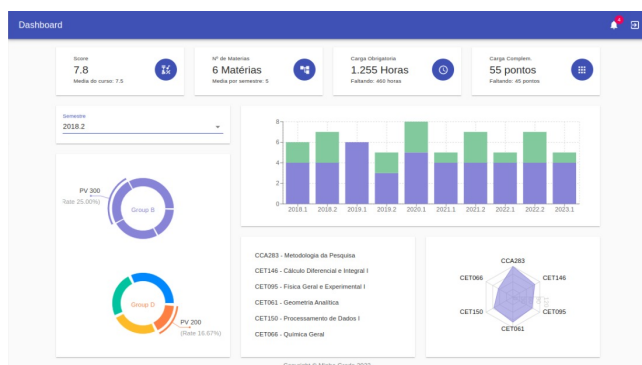 Dashboard
4
Score
7.8
Media do curso: 7.5
Nº de Materias
6 Matérias
Media por semestre: 5
Carga Obrigatoria
1.255 Horas
Faltando: 460 horas
Carga Complem.
55 pontos
Faltando: 45 pontos
Semestre
2018.2
8
6
4
2
0
2018.1 2018.2 2019.1 2019.2 2020.1 2021.1 2021.2 2022.1 2022.2 2023.1
PV 300
(Rate 25.00%)
Group B
Group D
PV 200
(Rate 16.67%)
CCA283 - Metodologia da Pesquisa
CET146 - Cálculo Diferencial e Integral I
CET095 - Física Geral e Experimental I
CET061 - Geometria Analítica
CET150 - Processamento de Dados I
CET066 - Química Geral
CCA283
CET066 CET146
CET150 CET095
CET061